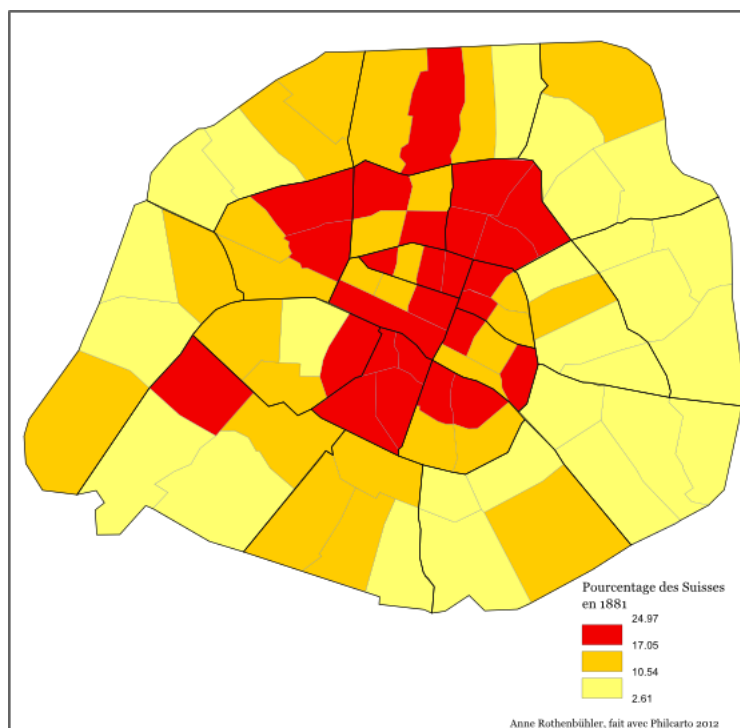 Pourcentage des Suisses
en 1881
24.97
17.05
10.54
2.61
Anne Rothenbühler, fait avec Philcarto 2012